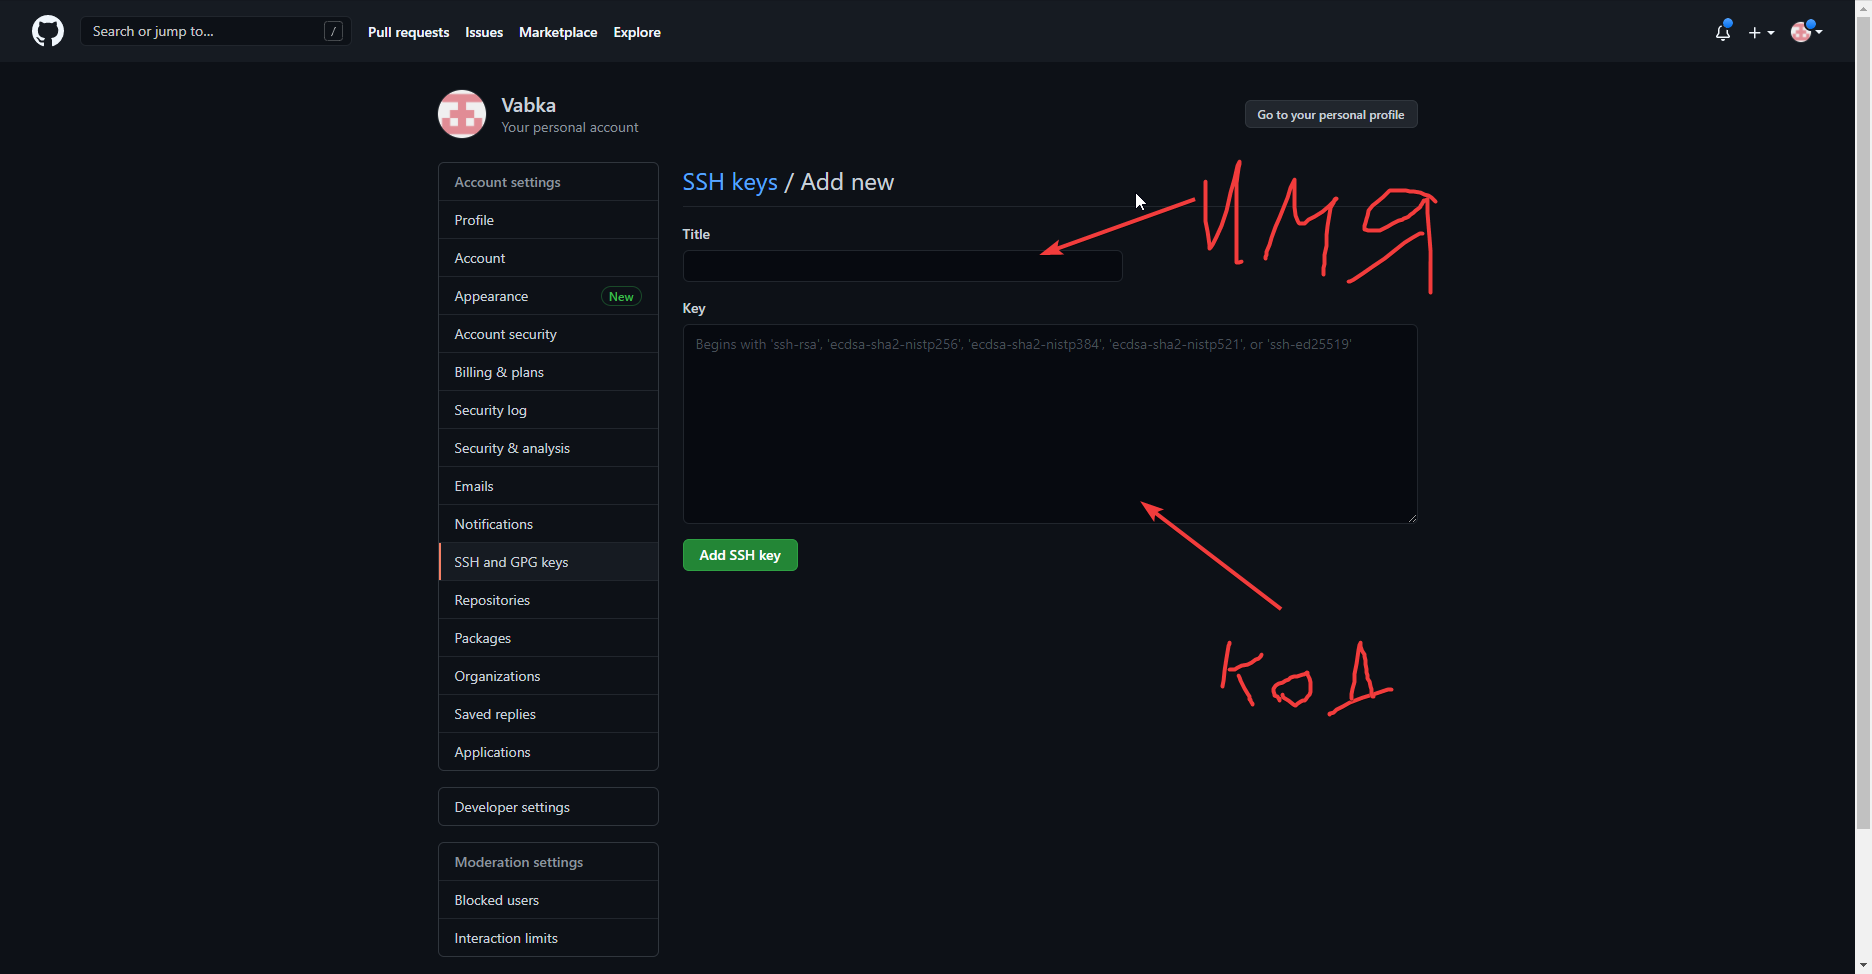 Search or jump to... /
Pull requests Issues Marketplace Explore
Vabka
Your personal account
Go to your personal profile
Account settings
Profile
Account
Appearance New
Account security
Billing & plans
Security log
Security & analysis
Emails
Notifications
SSH and GPG keys
Repositories
Packages
Organizations
Saved replies
Applications
Developer settings
Moderation settings
Blocked users
Interaction limits
SSH keys / Add new
имя
Title
Key
Begins with 'ssh-rsa', 'ecdsa-sha2-nistp256', 'ecdsa-sha2-nistp384', 'ecdsa-sha2-nistp521', or 'ssh-ed25519'
Add SSH key
код